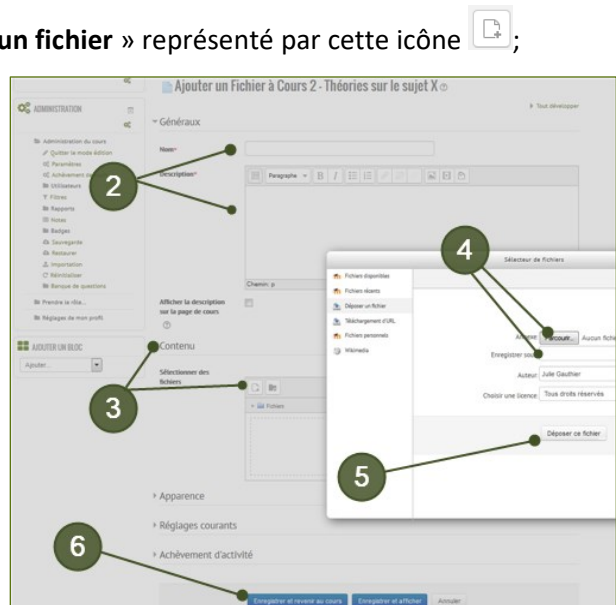 un fichier » représenté par cette icône ;
Ajouter un Fichier à Cours 2 - Théories sur le sujet X
Tout développer
ADMINISTRATION
Administration du cours
Quitter le mode édition
Paramètres
Achèvement
Utilisateurs
Filtres
Rapports
Notes
Badges
Sauvegarde
Restaurer
Importation
Réinitialiser
Banque de questions
Prendre le rôle...
Réglages de mon profil
AJOUTER UN BLOC
Ajouter...
Généraux
Nom*
Description*
Paragraphe
B I
Chemin: p
Afficher la description
sur la page de cours
Contenu
Sélectionner des
fichiers
Fichiers
Apparence
Réglages courants
Achèvement d'activité
Enregistrer et revenir au cours
Enregistrer et afficher
Annuler
Sélecteur de fichiers
Fichiers disponibles
Fichiers récents
Déposer un fichier
Téléchargement d'URL
Fichiers personnels
Wikimedia
Parcourir... Aucun fichie
Enregistrer sous
Auteur: Julie Gauthier
Choisir une licence: Tous droits réservés
Déposer ce fichier
2
3
4
5
6